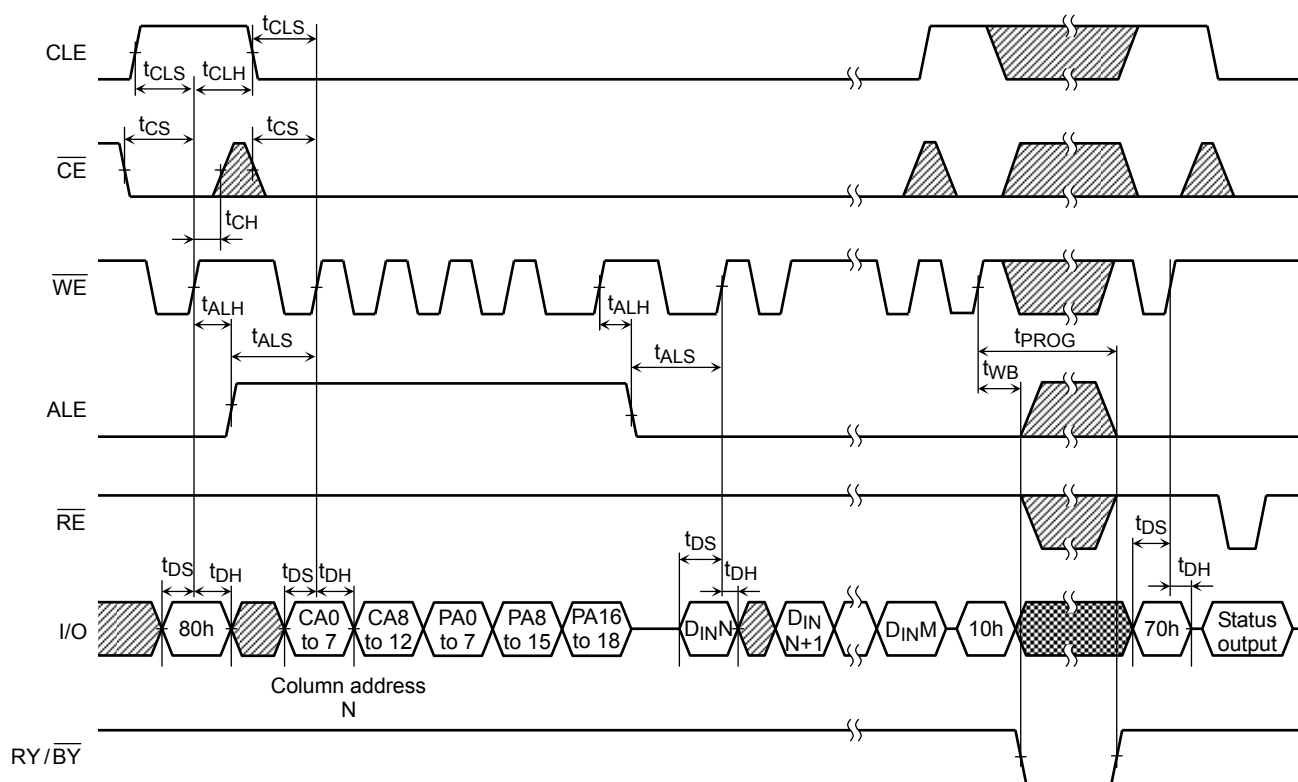 CLE
tCLS
tCLS
tCLH
CE
tCS
tCS
tCH
WE
tALH
tALH
tALS
tALS
tPROG
tWB
ALE
RE
tDS
tDH
tDS
tDH
tDS
tDH
tDS
tDH
I/O
80h
CA0
to 7
CA8
to 12
PA0
to 7
PA8
to 15
PA16
to 18
DINN
DIN
N+1
DINM
10h
70h
Status
output
Column address
N
RY/BY